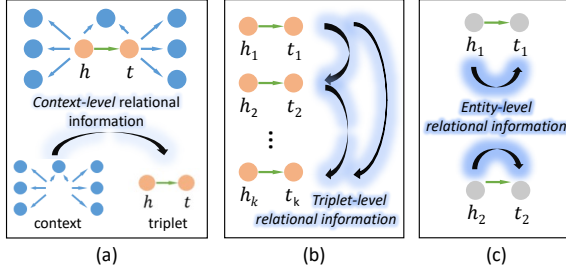 h t
Context-level relational
information
h t
context triplet
(a)
h₁ t₁
h₂ t₂
⋮
hₖ tₖ
Triplet-level
relational information
(b)
h₁ t₁
Entity-level
relational information
h₂ t₂
(c)